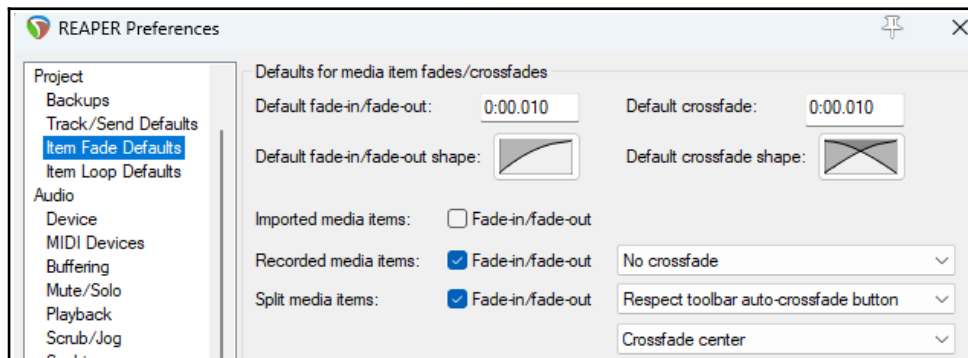 REAPER Preferences
Project
Backups
Track/Send Defaults
Item Fade Defaults
Item Loop Defaults
Audio
Device
MIDI Devices
Buffering
Mute/Solo
Playback
Scrub/Jog
Defaults for media item fades/crossfades
Default fade-in/fade-out: 0:00.010 Default crossfade: 0:00.010
Default fade-in/fade-out shape: Default crossfade shape:
Imported media items: Fade-in/fade-out
Recorded media items: Fade-in/fade-out No crossfade
Split media items: Fade-in/fade-out Respect toolbar auto-crossfade button
Crossfade center